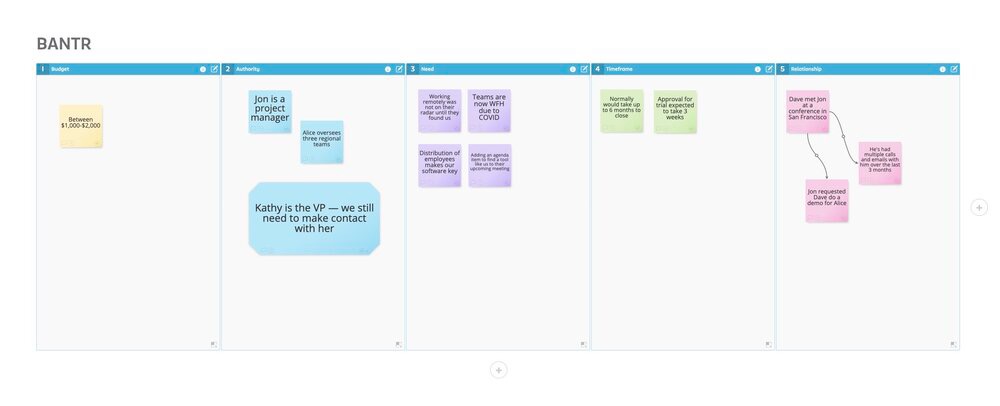 BANTR
1 Budget
2 Authority
3 Need
4 Timeframe
5 Relationship
Between
$1,000-$2,000
Jon is a
project
manager
Alice oversees
three regional
teams
Kathy is the VP — we still
need to make contact
with her
Working
remotely was
not on their
radar until they
found us
Teams are
now WFH
due to
COVID
Distribution of
employees
makes our
software key
Adding an agenda
item to find a tool
like us to their
upcoming meeting
Normally
would take up
to 6 months to
close
Approval for
trial expected
to take 3
weeks
Dave met Jon
at a
conference in
San Francisco
He's had
multiple calls
and emails with
him over the last
3 months
Jon requested
Dave do a
demo for Alice